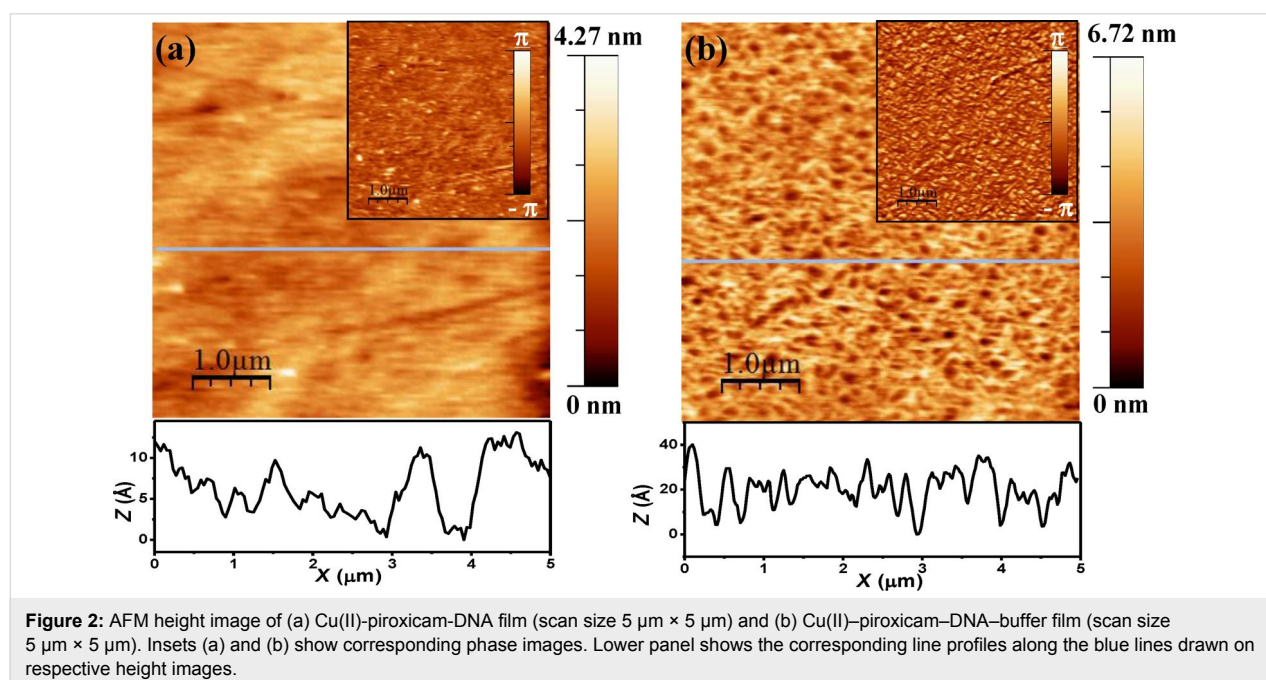 (a)
π
- π
1.0µm
4.27 nm
0 nm
1.0µm
Z (Å)
10
5
0
0 1 2 3 4 5
X (µm)
(b)
π
- π
1.0µm
6.72 nm
0 nm
1.0µm
Z (Å)
40
20
0
0 1 2 3 4 5
X (µm)
Figure 2: AFM height image of (a) Cu(II)-piroxicam-DNA film (scan size 5 µm × 5 µm) and (b) Cu(II)–piroxicam–DNA–buffer film (scan size
5 µm × 5 µm). Insets (a) and (b) show corresponding phase images. Lower panel shows the corresponding line profiles along the blue lines drawn on
respective height images.